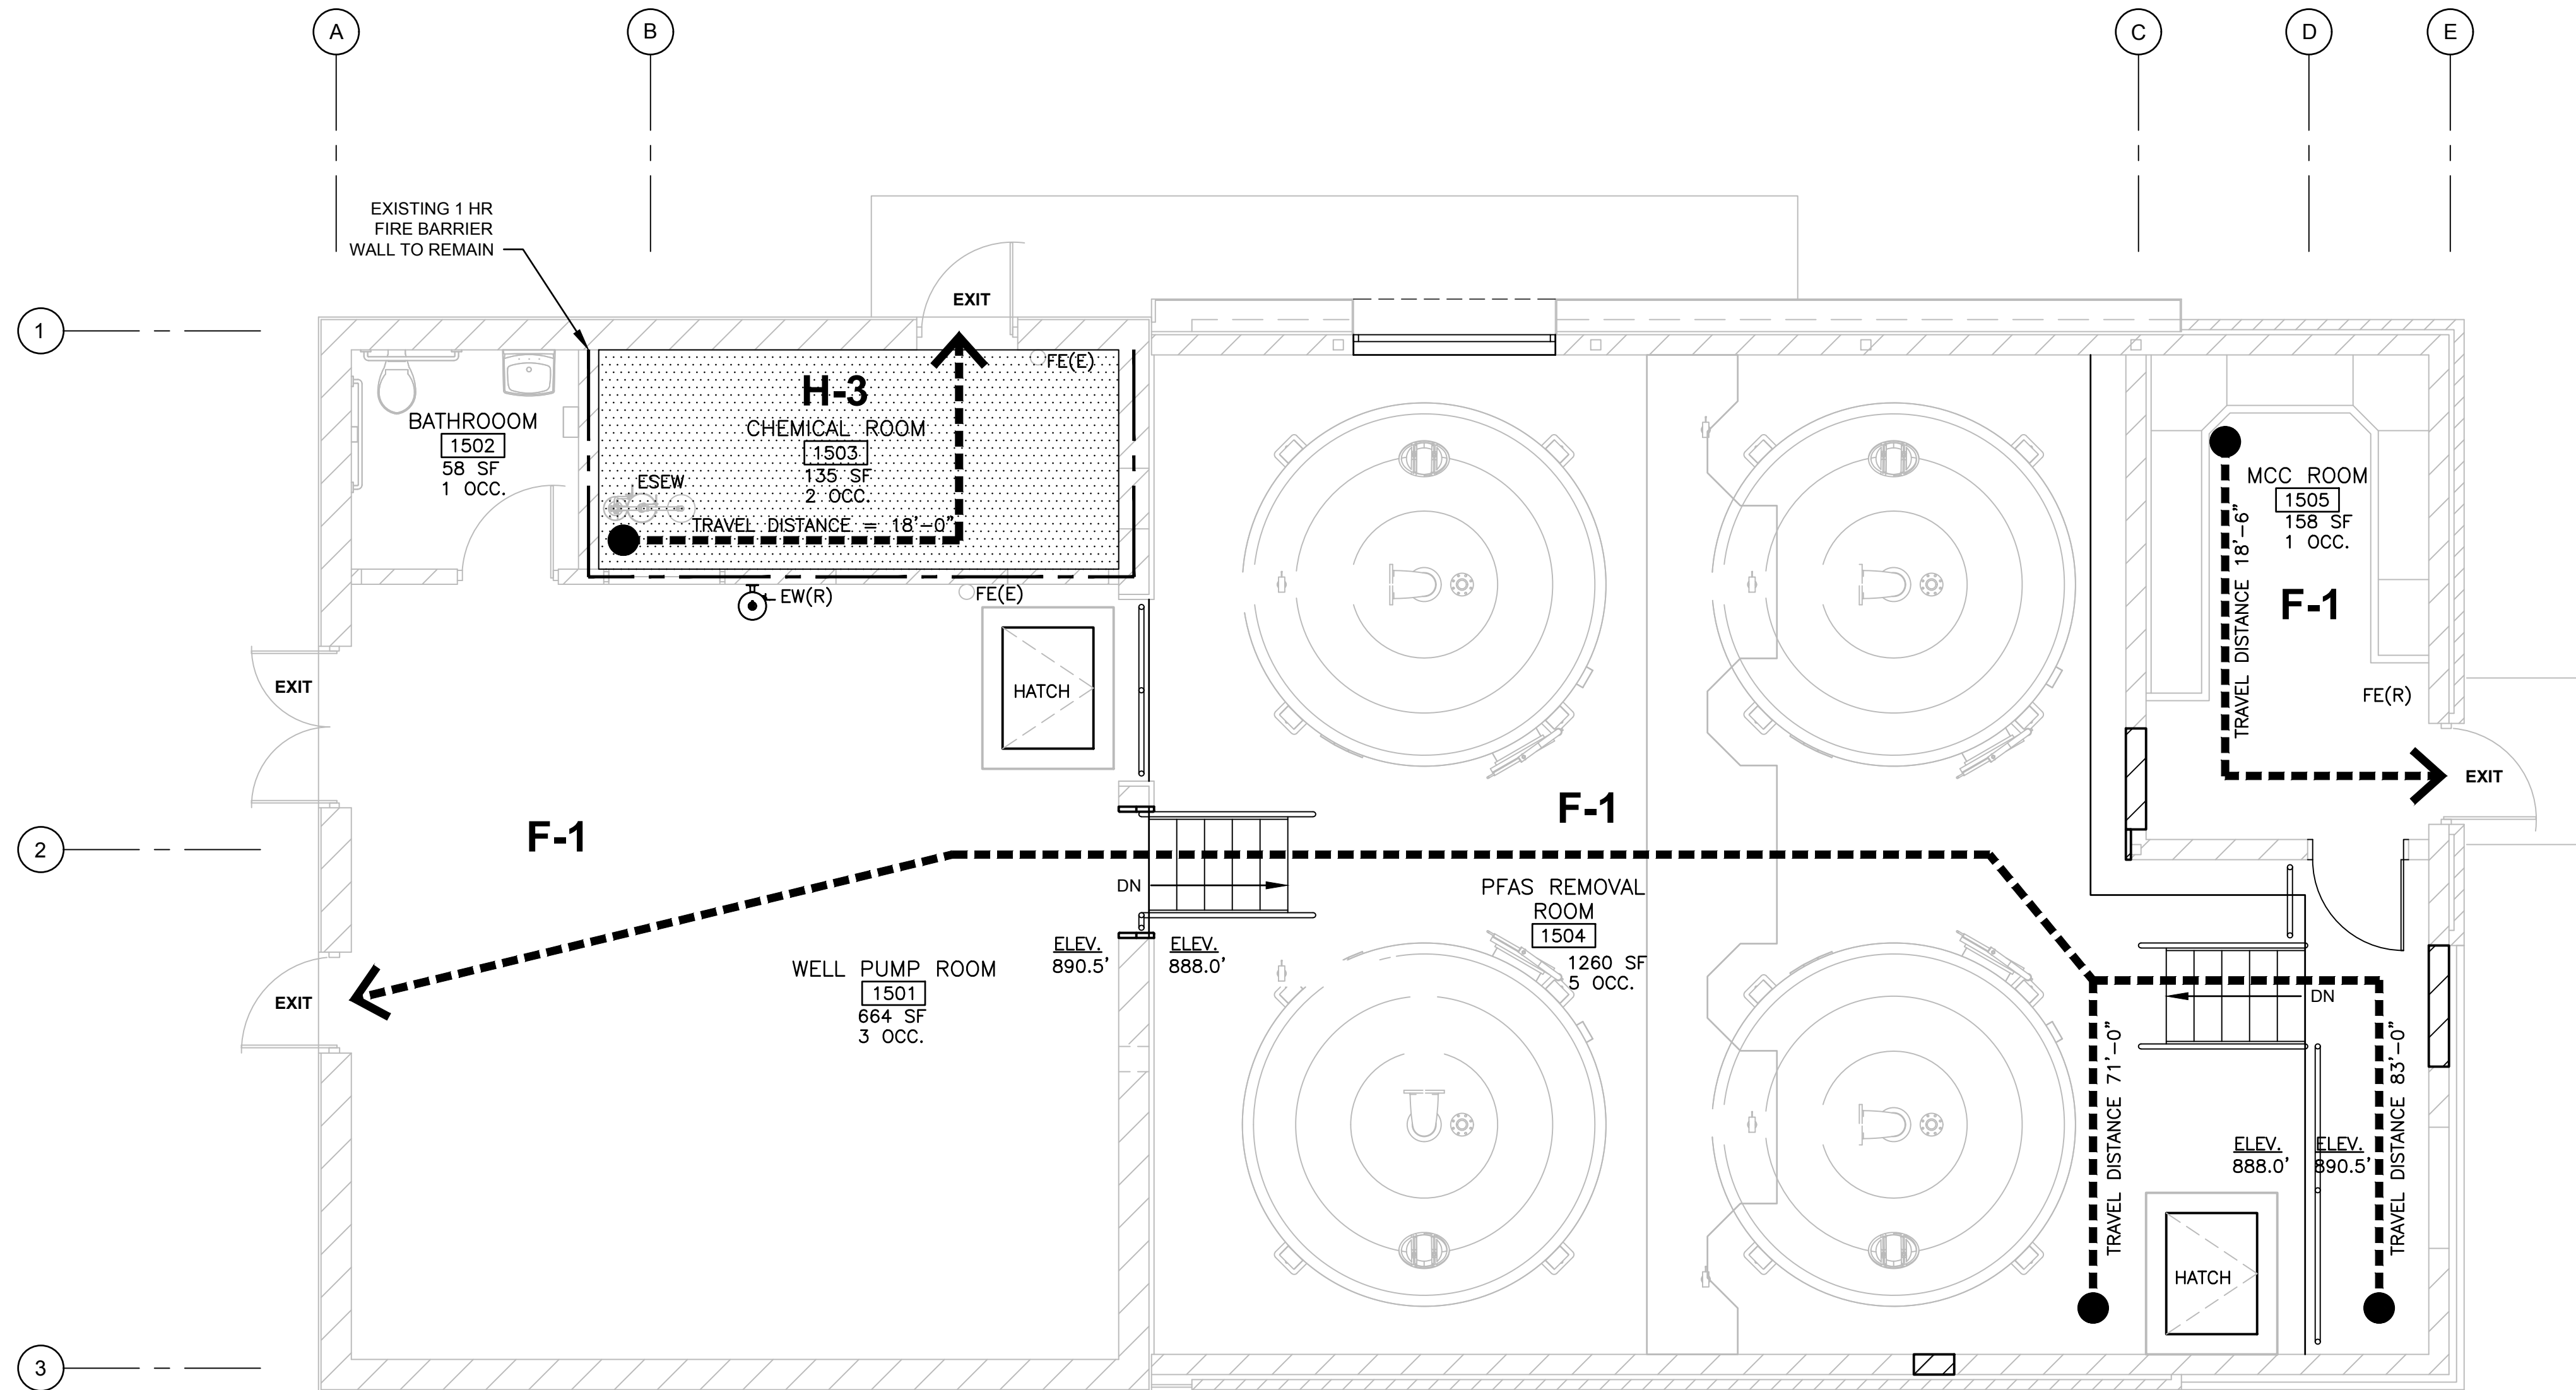 A
B
C
D
E
EXISTING 1 HR
FIRE BARRIER
WALL TO REMAIN
EXIT
1
FE(E)
H-3
CHEMICAL ROOM
1503
135 SF
2 OCC.
BATHROOOM
1502
58 SF
1 OCC.
ESEW
TRAVEL DISTANCE = 18'-0"
MCC ROOM
1505
158 SF
1 OCC.
TRAVEL DISTANCE 18'-6"
F-1
EW(R)
FE(E)
HATCH
EXIT
FE(R)
EXIT
F-1
F-1
2
DN
PFAS REMOVAL
ROOM
1504
1260 SF
5 OCC.
ELEV.
890.5'
ELEV.
888.0'
WELL PUMP ROOM
1501
664 SF
3 OCC.
EXIT
DN
TRAVEL DISTANCE 71'-0"
TRAVEL DISTANCE 83'-0"
ELEV.
888.0'
ELEV.
890.5'
HATCH
3